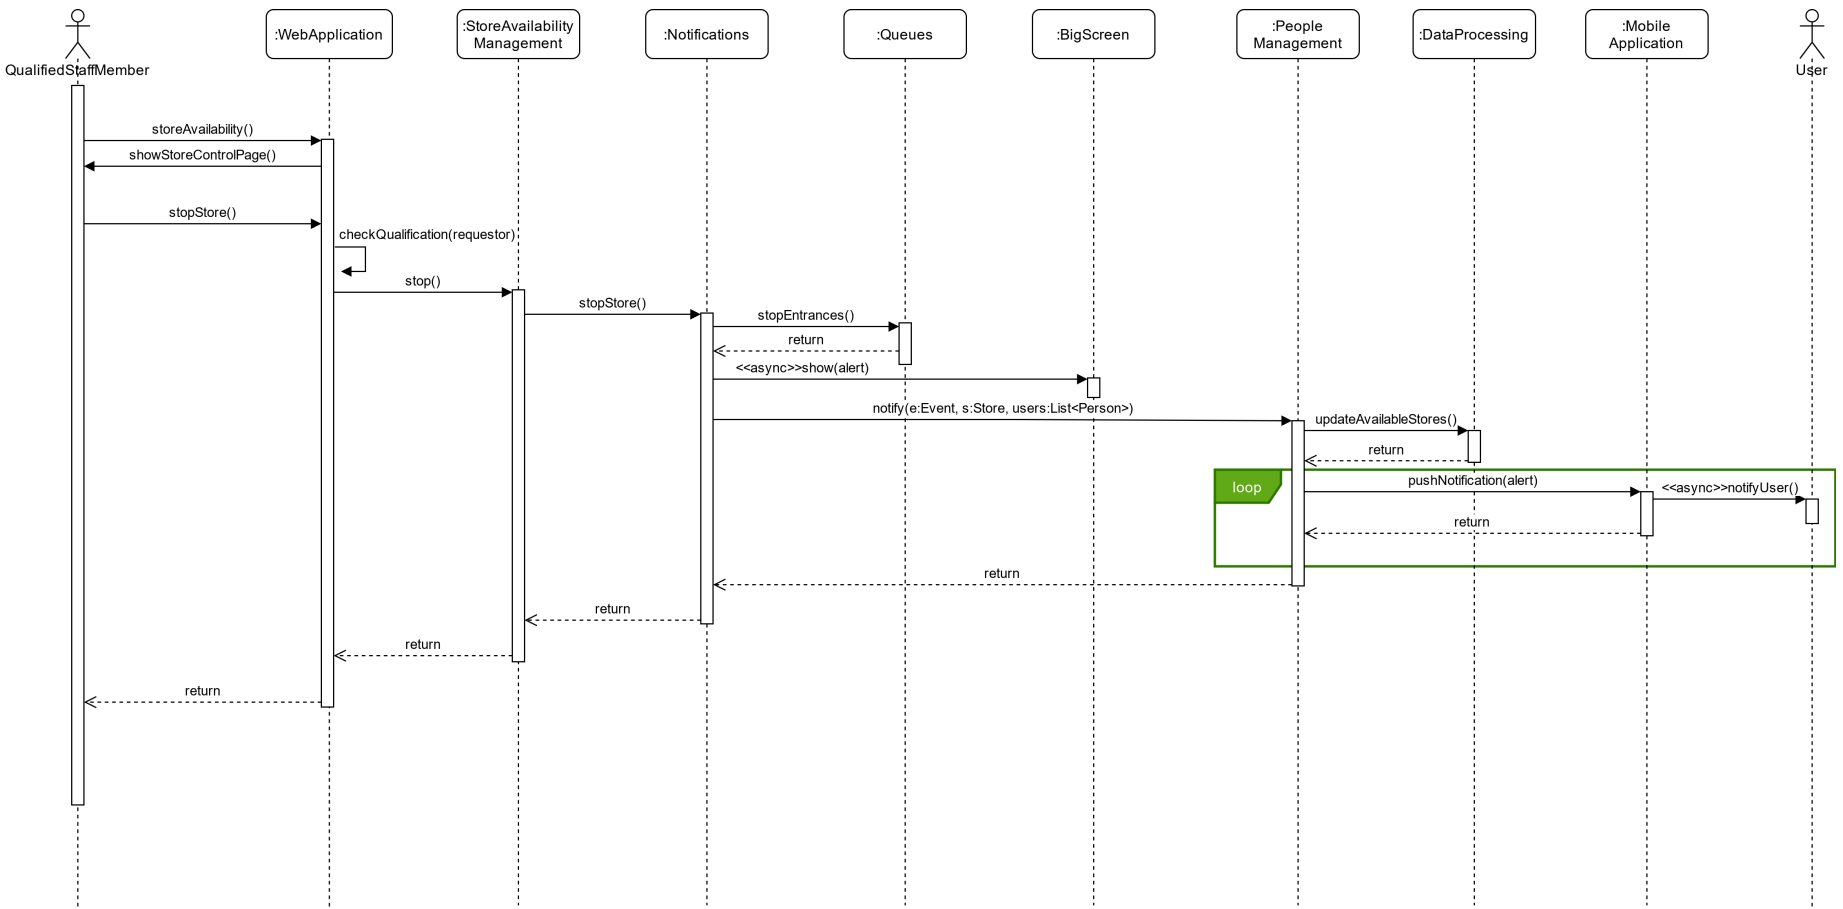 QualifiedStaffMember
:WebApplication
:StoreAvailability
Management
:Notifications
:Queues
:BigScreen
:People
Management
:DataProcessing
:Mobile
Application
User
storeAvailability()
showStoreControlPage()
stopStore()
checkQualification(requestor)
stop()
stopStore()
stopEntrances()
return
<<async>>show(alert)
notify(e:Event, s:Store, users:List<Person>)
updateAvailableStores()
return
loop
pushNotification(alert)
<<async>>notifyUser()
return
return
return
return
return